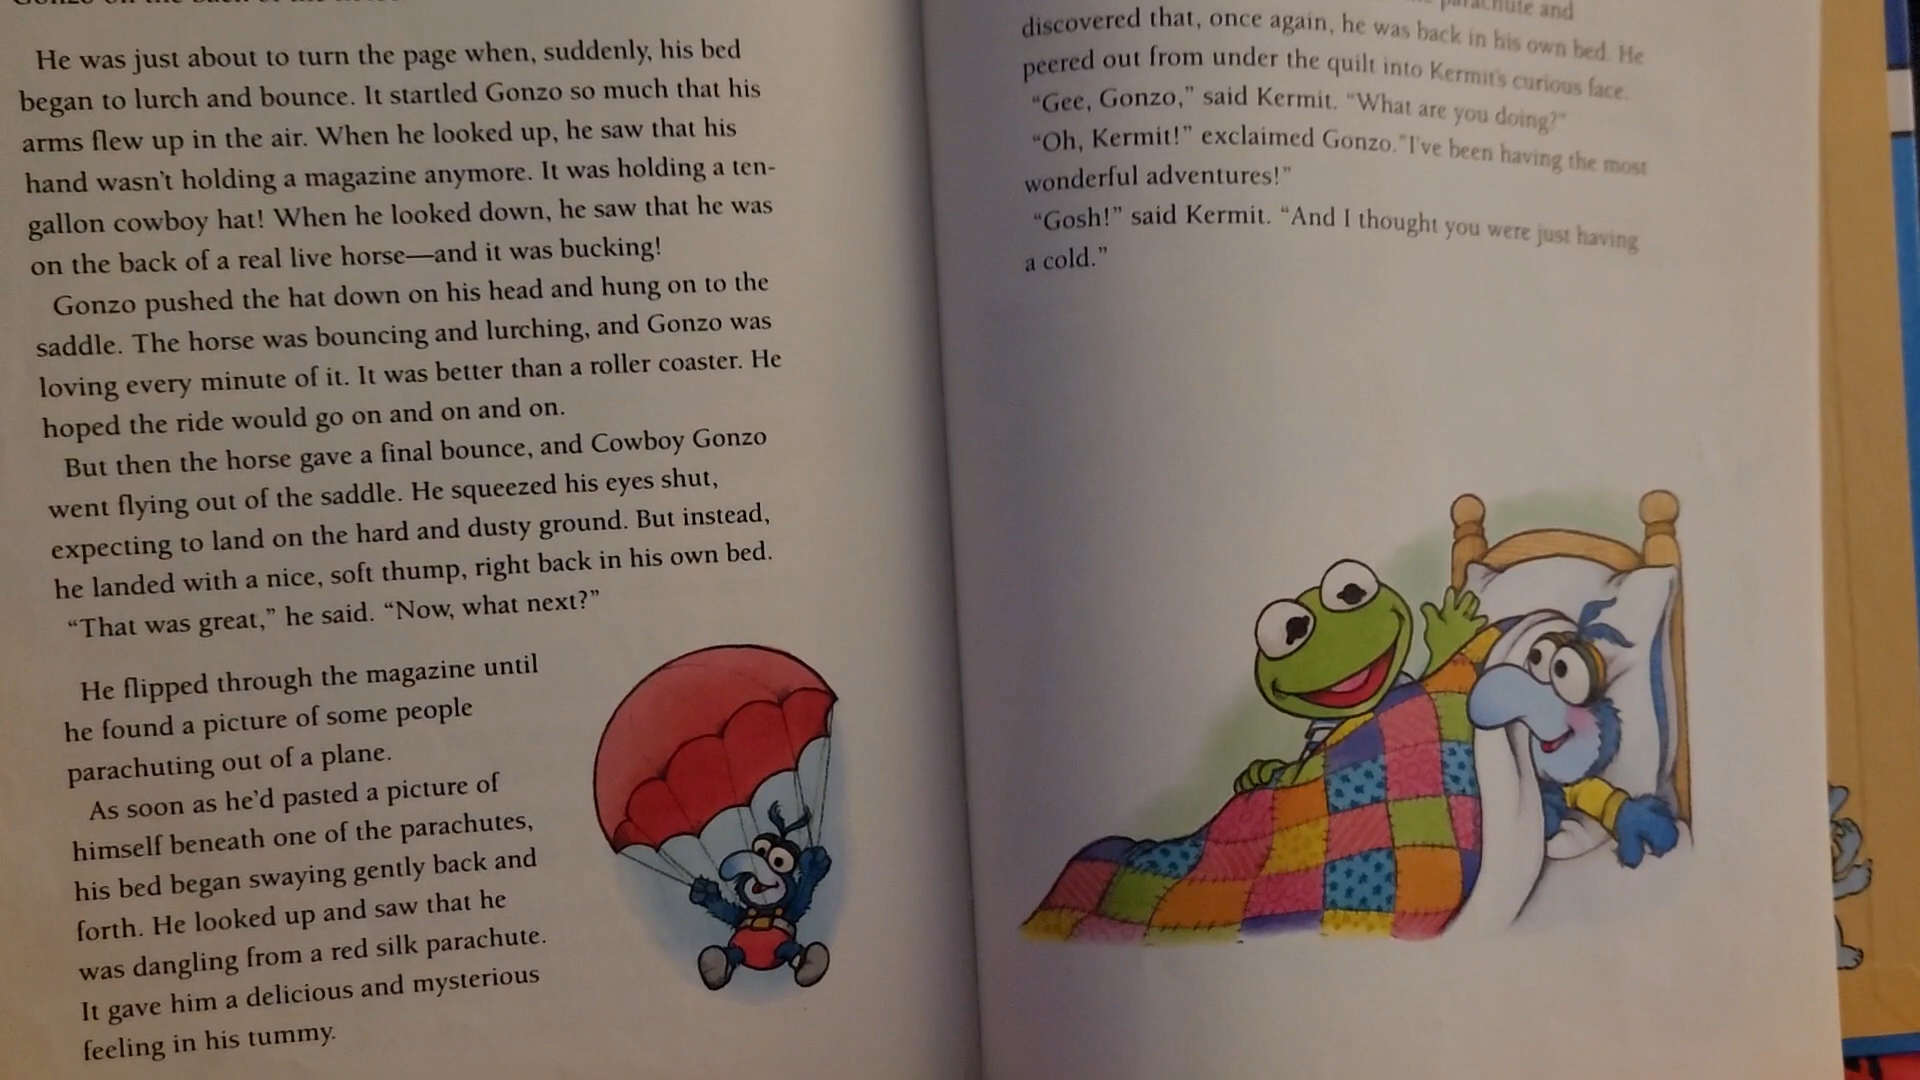 He was just about to turn the page when, suddenly, his bed
began to lurch and bounce. It startled Gonzo so much that his
arms flew up in the air. When he looked up, he saw that his
hand wasn't holding a magazine anymore. It was holding a ten-
gallon cowboy hat! When he looked down, he saw that he was
on the back of a real live horse—and it was bucking!
Gonzo pushed the hat down on his head and hung on to the
saddle. The horse was bouncing and lurching, and Gonzo was
loving every minute of it. It was better than a roller coaster. He
hoped the ride would go on and on and on.
But then the horse gave a final bounce, and Cowboy Gonzo
went flying out of the saddle. He squeezed his eyes shut,
expecting to land on the hard and dusty ground. But instead,
he landed with a nice, soft thump, right back in his own bed.
“That was great,” he said. “Now, what next?”
He flipped through the magazine until
he found a picture of some people
parachuting out of a plane.
As soon as he'd pasted a picture of
himself beneath one of the parachutes,
his bed began swaying gently back and
forth. He looked up and saw that he
was dangling from a red silk parachute.
It gave him a delicious and mysterious
feeling in his tummy.
parachute and
discovered that, once again, he was back in his own bed. He
peered out from under the quilt into Kermit's curious face.
“Gee, Gonzo,” said Kermit. “What are you doing?”
“Oh, Kermit!” exclaimed Gonzo. "I've been having the most
wonderful adventures!”
“Gosh!” said Kermit. “And I thought you were just having
a cold.”